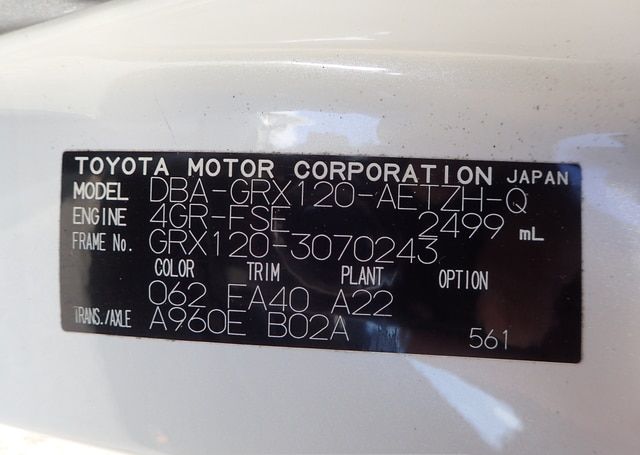 TOYOTA MOTOR CORPORATION JAPAN
MODEL DBA-GRX120-AETZH-Q
ENGINE 4GR-FSE 2499 mL
FRAME No. GRX120-3070243
COLOR TRIM PLANT OPTION
062 FA40 A22
TRANS./AXLE A960E B02A 561